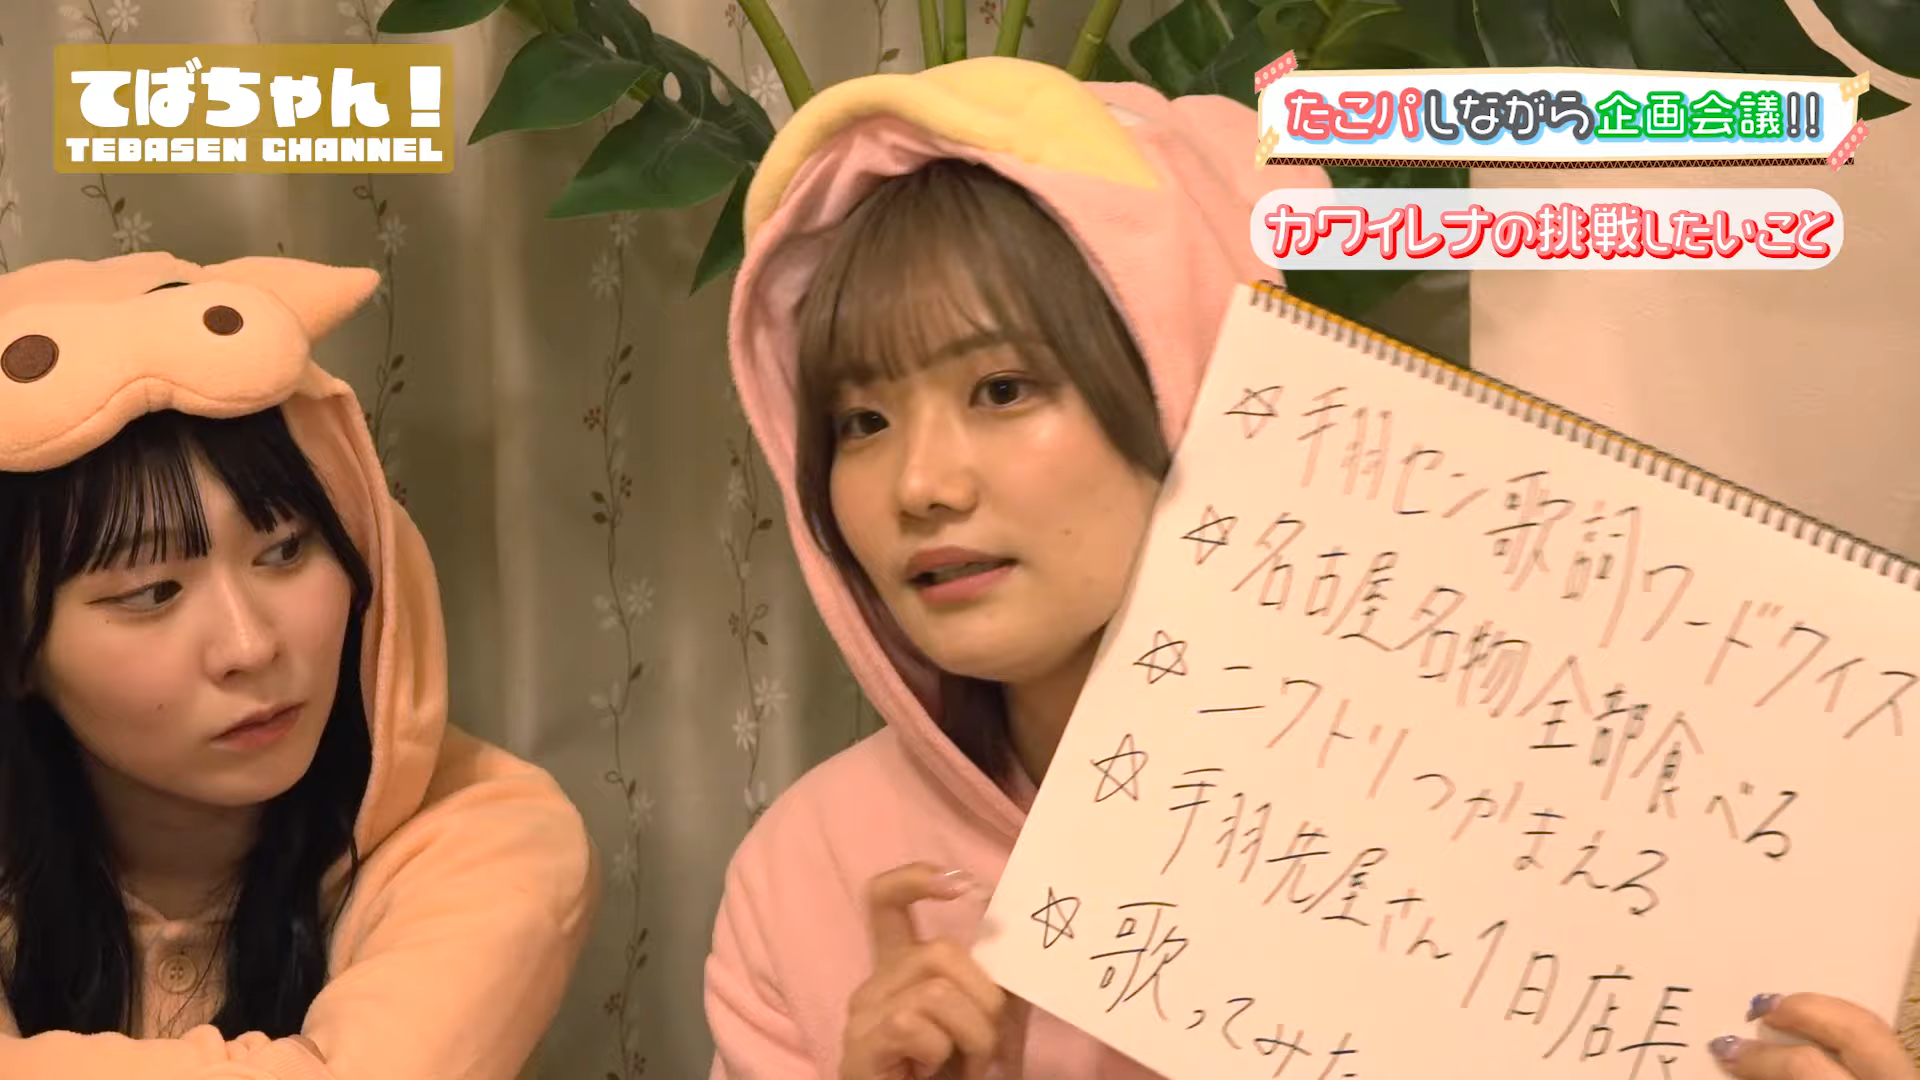 てばちゃん!
TEBASEN CHANNEL
たこパしながら企画会議!!
カワイレナの挑戦したいこと
☆手羽セン歌詞ワードクイズ
☆名古屋名物全部食べる
☆ニワトリつかまえる
☆手羽先屋さん1日店長
☆歌ってみた